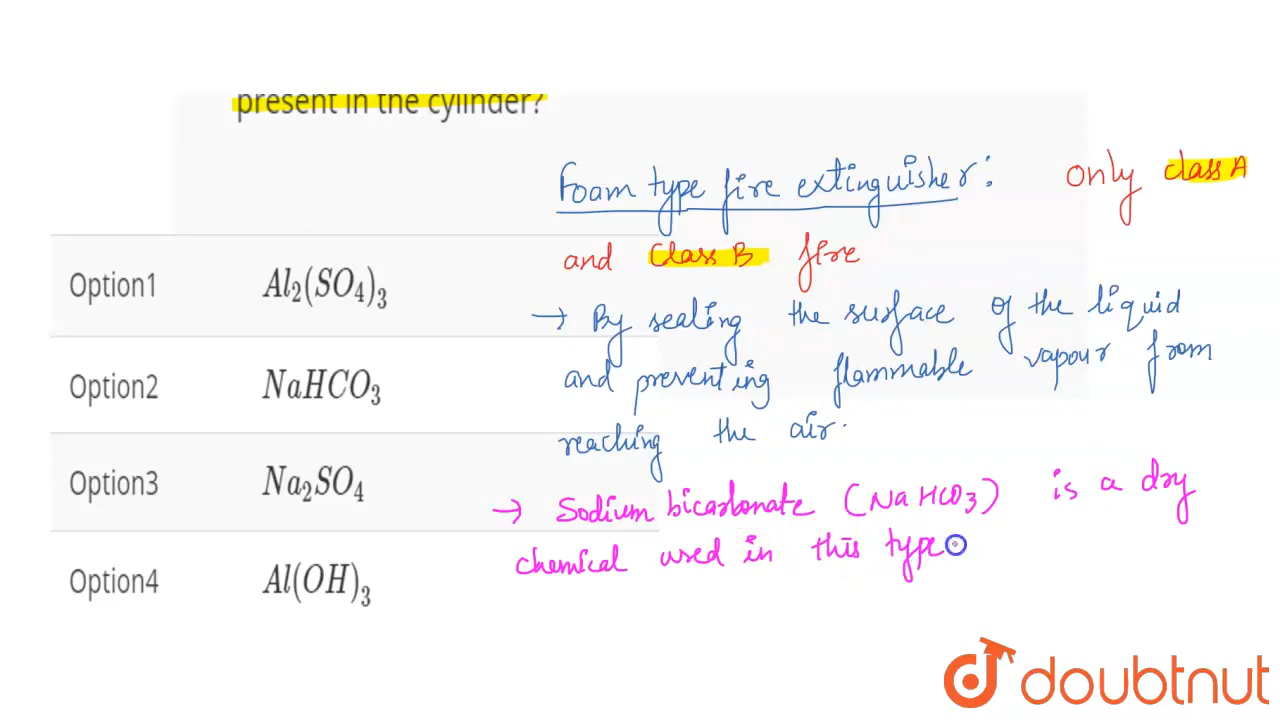 present in the cylinder?
Foam type fire extinguisher: Only class A
and Class B fire
→ By sealing the surface of the liquid
and preventing flammable vapour from
reaching the air.
→ Sodium bicarbonate (NaHCO3) is a dry
chemical used in this type
Option1 Al₂(SO₄)₃
Option2 NaHCO₃
Option3 Na₂SO₄
Option4 Al(OH)₃
doubtnut